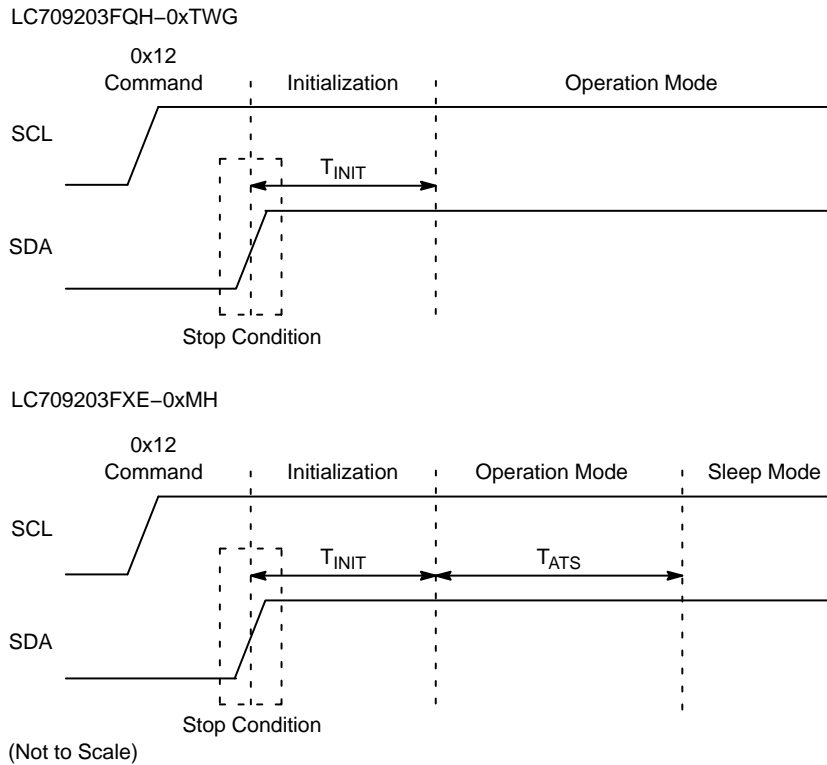 LC709203FQH−0xTWG
0x12
Command
Initialization
Operation Mode
SCL
TINIT
SDA
Stop Condition
LC709203FXE−0xMH
0x12
Command
Initialization
Operation Mode
Sleep Mode
SCL
TINIT
TATS
SDA
Stop Condition
(Not to Scale)